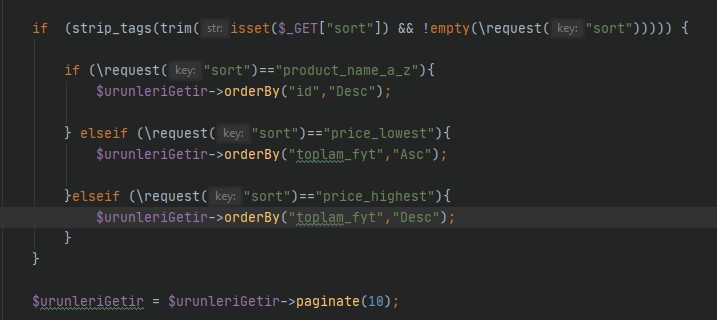 if (strip_tags(trim( str: isset($_GET["sort"]) && !empty(\request( key: "sort"))))) {
if (\request( key: "sort")=="product_name_a_z"){
$urunleriGetir->orderBy("id","Desc");
} elseif (\request( key: "sort")=="price_lowest"){
$urunleriGetir->orderBy("toplam_fyt","Asc");
}elseif (\request( key: "sort")=="price_highest"){
$urunleriGetir->orderBy("toplam_fyt","Desc");
}
}
$urunleriGetir = $urunleriGetir->paginate(10);